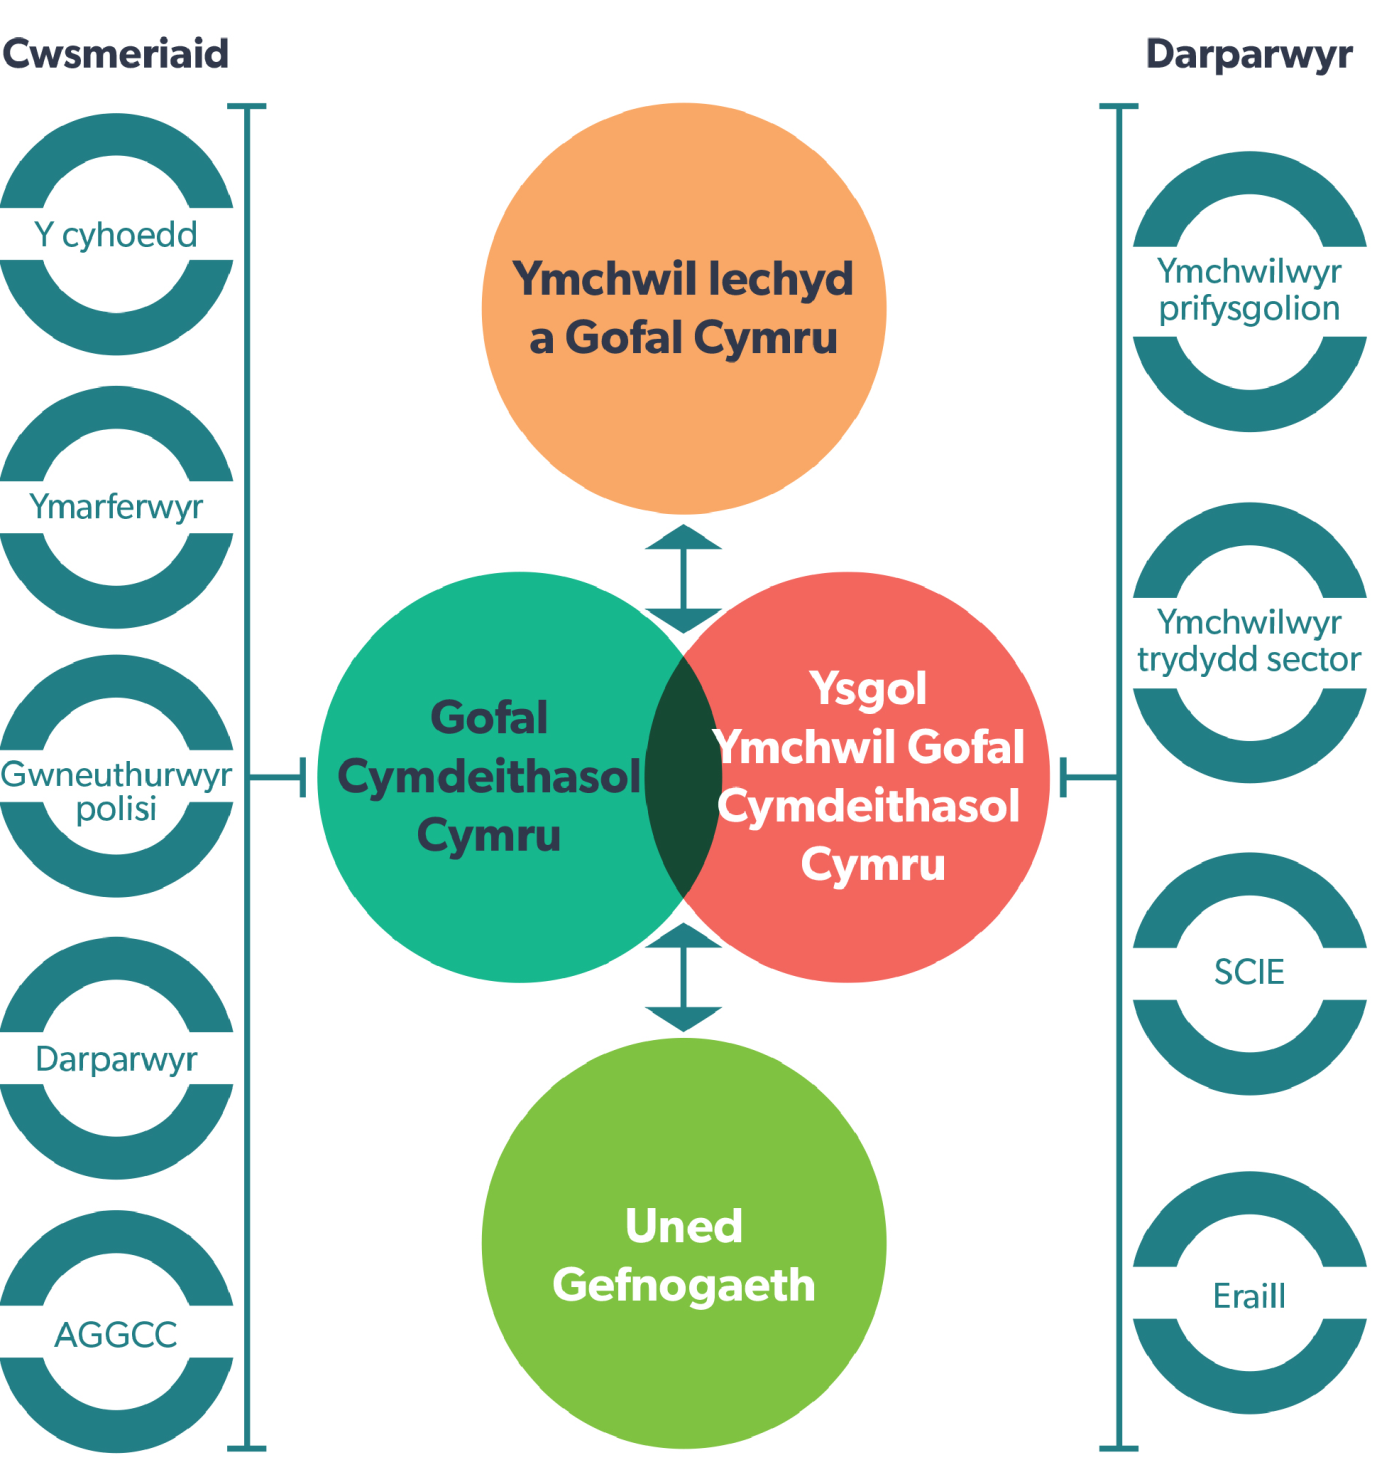 Cwsmeriaid
Y cyhoedd
Ymarferwyr
Gwneuthurwyr
polisi
Darparwyr
AGGCC
Ymchwil Iechyd
a Gofal Cymru
Gofal
Cymdeithasol
Cymru
Ysgol
Ymchwil Gofal
Cymdeithasol
Cymru
Uned
Gefnogaeth
Darparwyr
Ymchwilwyr
prifysgolion
Ymchwilwyr
trydydd sector
SCIE
Eraill